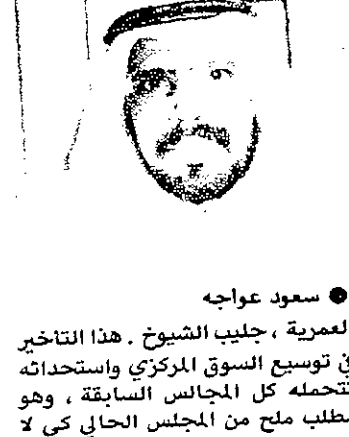 ● سعود عواجه
لعمرية ، جليب الشيوخ . هذا التأخير
في توسيع السوق المركزي واستحداثه
تتحمله كل المجالس السابقة ، وهو
مطلب ملح من المجلس الحالي كي لا